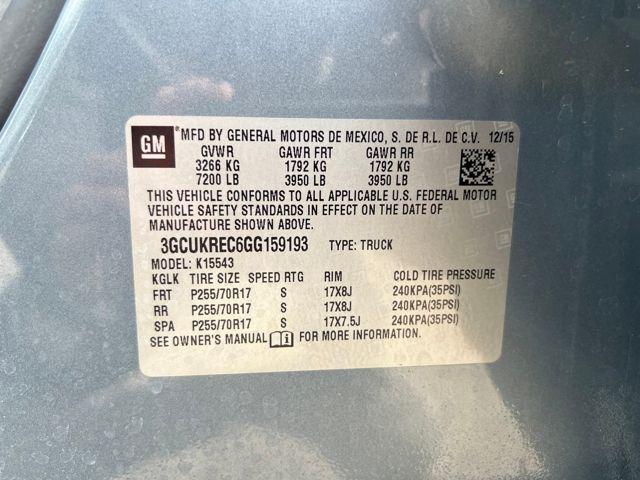 GM ® MFD BY GENERAL MOTORS DE MEXICO, S. DE R.L. DE C.V. 12/15
GVWR GAWR FRT GAWR RR
3266 KG 1792 KG 1792 KG
7200 LB 3950 LB 3950 LB
THIS VEHICLE CONFORMS TO ALL APPLICABLE U.S. FEDERAL MOTOR
VEHICLE SAFETY STANDARDS IN EFFECT ON THE DATE OF
MANUFACTURE SHOWN ABOVE.
3GCUKREC6GG159193 TYPE: TRUCK
MODEL: K15543
KGLK TIRE SIZE SPEED RTG RIM COLD TIRE PRESSURE
FRT P255/70R17 S 17X8J 240KPA(35PSI)
RR P255/70R17 S 17X8J 240KPA(35PSI)
SPA P255/70R17 S 17X7.5J 240KPA(35PSI)
SEE OWNER'S MANUAL FOR MORE INFORMATION.